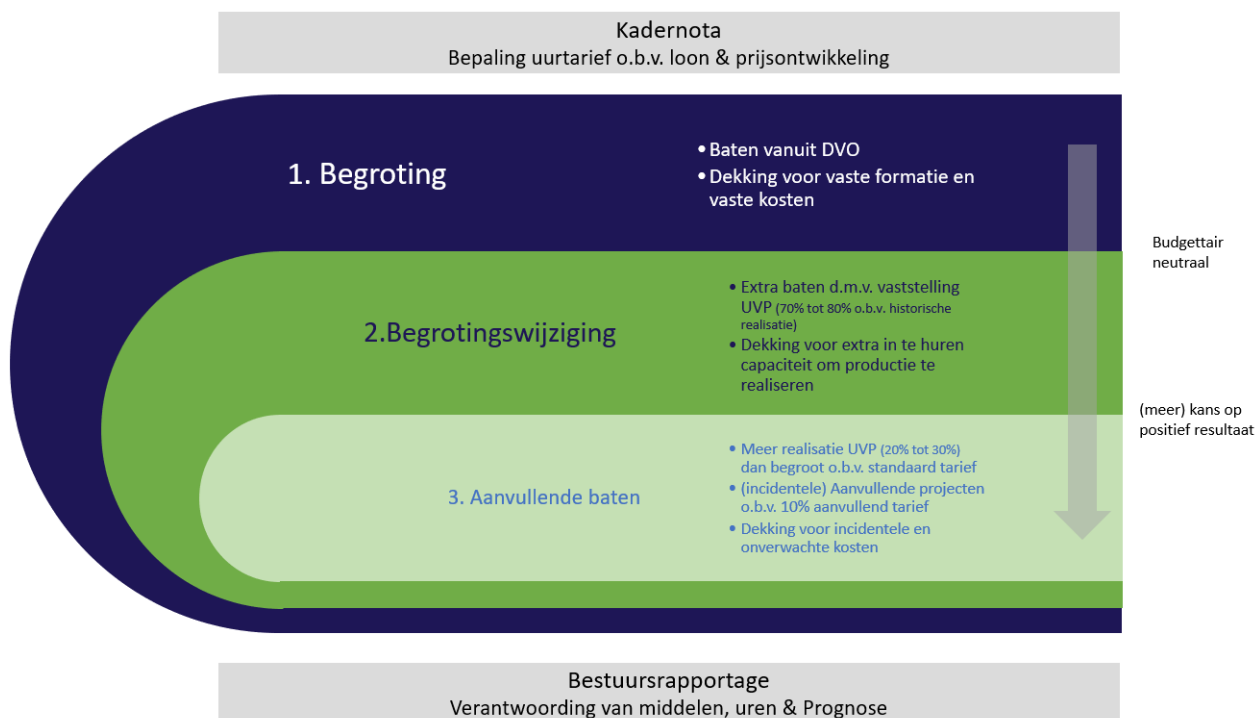 Kadernota
Bepaling uurtarief o.b.v. loon & prijsontwikkeling
1. Begroting
• Baten vanuit DVO
• Dekking voor vaste formatie en
vaste kosten
Budgettair
neutraal
2.Begrotingswijziging
• Extra baten d.m.v. vaststelling
UVP (70% tot 80% o.b.v. historische
realisatie)
• Dekking voor extra in te huren
capaciteit om productie te
realiseren
(meer) kans op
positief resultaat
3. Aanvullende baten
• Meer realisatie UVP (20% tot 30%)
dan begroot o.b.v. standaard tarief
• (incidentele) Aanvullende projecten
o.b.v. 10% aanvullend tarief
• Dekking voor incidentele en
onverwachte kosten
Bestuursrapportage
Verantwoording van middelen, uren & Prognose